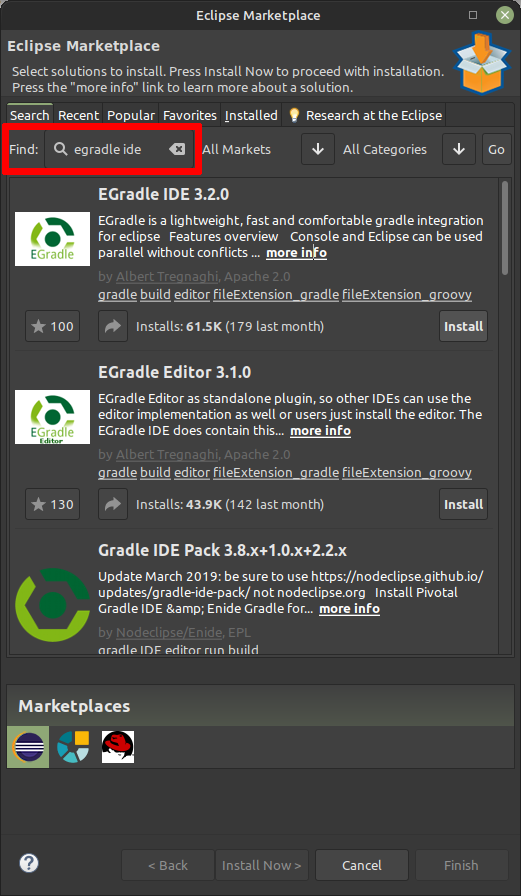 Eclipse Marketplace
Eclipse Marketplace
Select solutions to install. Press Install Now to proceed with installation.
Press the "more info" link to learn more about a solution.
Search Recent Popular Favorites Installed Research at the Eclipse
Find: egradle ide All Markets All Categories Go
EGradle IDE 3.2.0
EGradle is a lightweight, fast and comfortable gradle integration
for eclipse Features overview Console and Eclipse can be used
parallel without conflicts ... more info
EGradle
by Albert Tregnaghi, Apache 2.0
gradle build editor fileExtension_gradle fileExtension_groovy
100 Installs: 61.5K (179 last month) Install
EGradle Editor 3.1.0
EGradle Editor as standalone plugin, so other IDEs can use the
editor implementation as well or users just install the editor. The
EGradle IDE does contain this... more info
EGradle
Editor
by Albert Tregnaghi, Apache 2.0
gradle build editor fileExtension_gradle fileExtension_groovy
130 Installs: 43.9K (142 last month) Install
Gradle IDE Pack 3.8.x+1.0.x+2.2.x
Update March 2019: be sure to use https://nodeclipse.github.io/
updates/gradle-ide-pack/ not nodeclipse.org Install Pivotal
Gradle IDE &amp; Enide Gradle for... more info
by Nodeclipse/Enide, EPL
gradle IDE editor run build
Marketplaces
? < Back Install Now > Cancel Finish